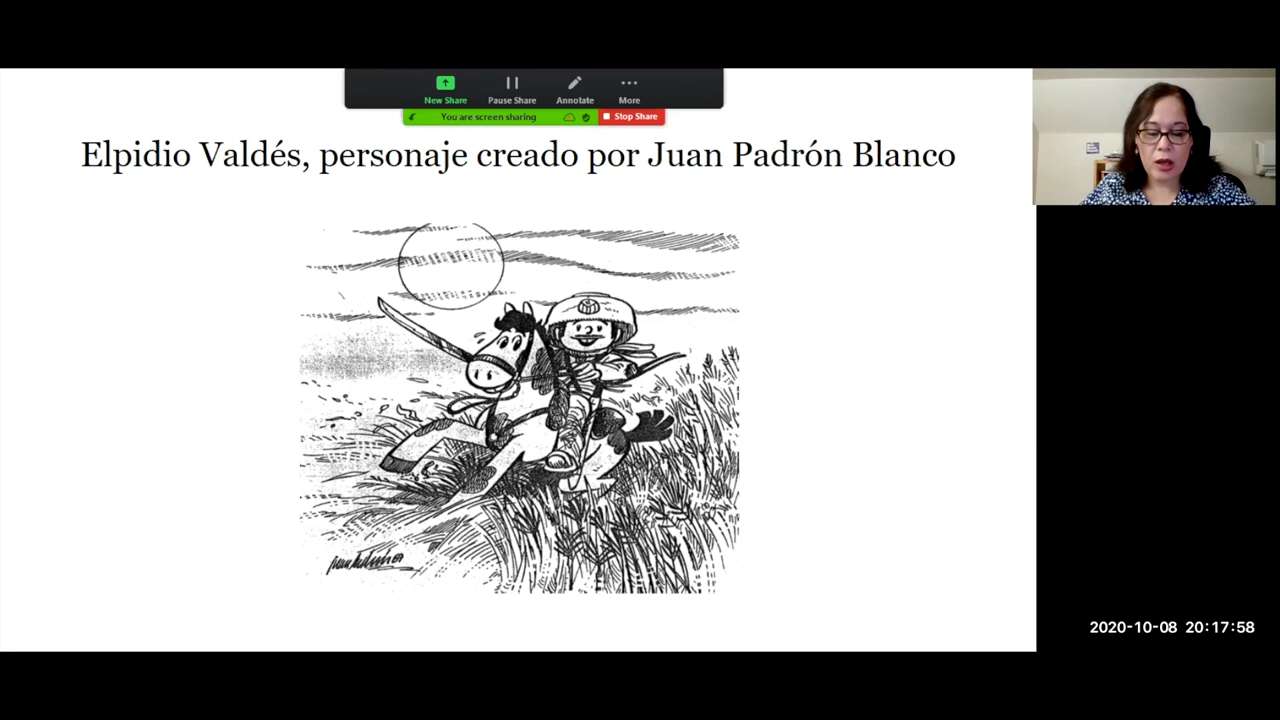 New Share
Pause Share
Annotate
More
You are screen sharing
Stop Share
Elpidio Valdés, personaje creado por Juan Padrón Blanco
2020-10-08 20:17:58